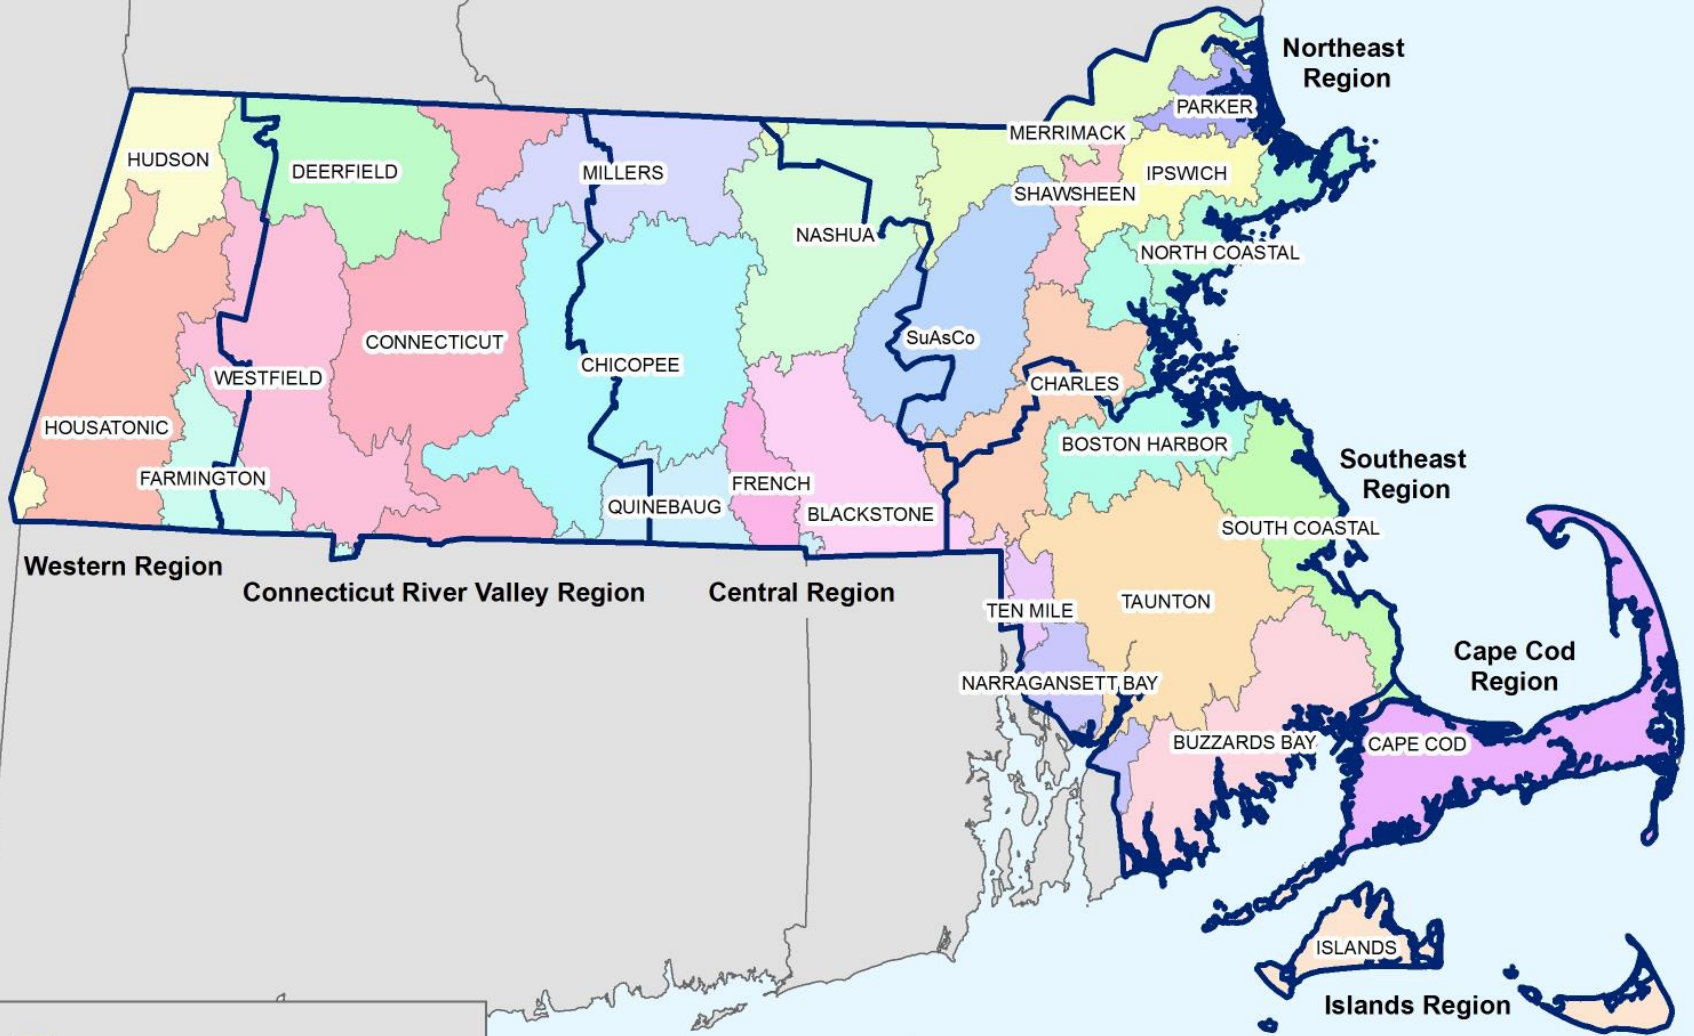 Northeast
Region
PARKER
MERRIMACK
HUDSON
DEERFIELD
MILLERS
IPSWICH
SHAWSHEEN
NASHUA
NORTH COASTAL
CONNECTICUT
SuAsCo
CHICOPEE
WESTFIELD
CHARLES
HOUSATONIC
BOSTON HARBOR
FARMINGTON
FRENCH
Southeast
Region
QUINEBAUG
BLACKSTONE
SOUTH COASTAL
Western Region
Connecticut River Valley Region
Central Region
TEN MILE
TAUNTON
Cape Cod
Region
NARRAGANSETT BAY
BUZZARDS BAY
CAPE COD
ISLANDS
Islands Region